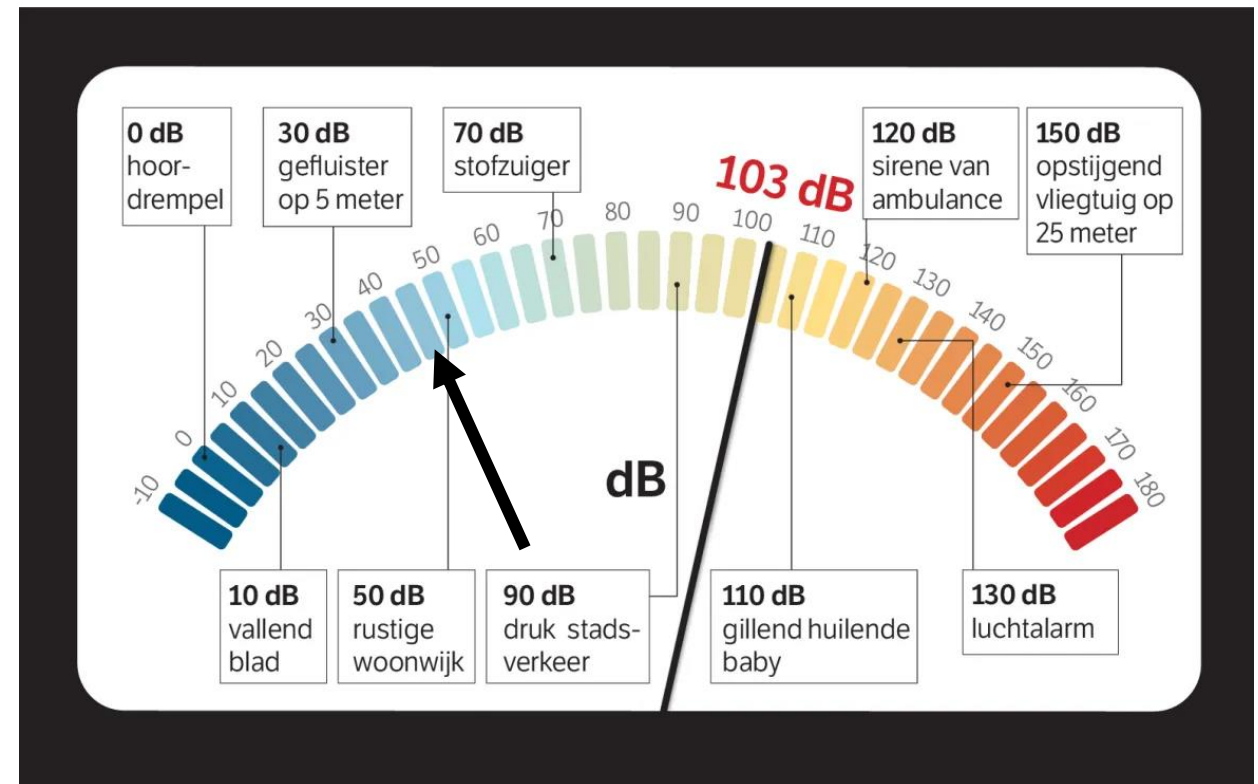 0 dB
hoor-
drempel
30 dB
gefluister
op 5 meter
70 dB
stofzuiger
103 dB
120 dB
sirene van
ambulance
150 dB
opstijgend
vliegtuig op
25 meter
-10
0
10
20
30
40
50
60
70
80
90
100
110
120
130
140
150
160
170
180
dB
10 dB
vallend
blad
50 dB
rustige
woonwijk
90 dB
druk stads-
verkeer
110 dB
gillend huilende
baby
130 dB
luchtalarm